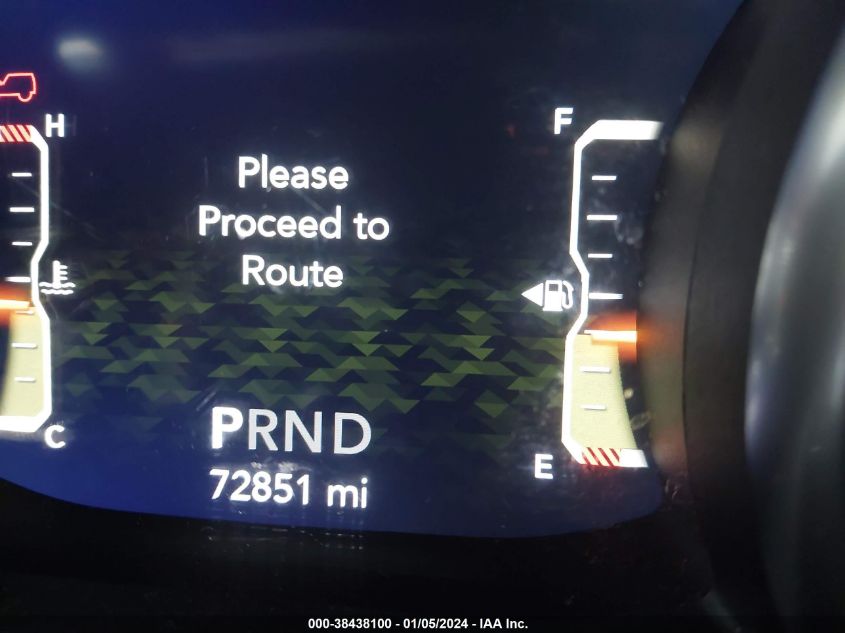 H
F
Please
Proceed to
Route
C
E
PRND
72851 mi
000-38438100 - 01/05/2024 - IAA Inc.